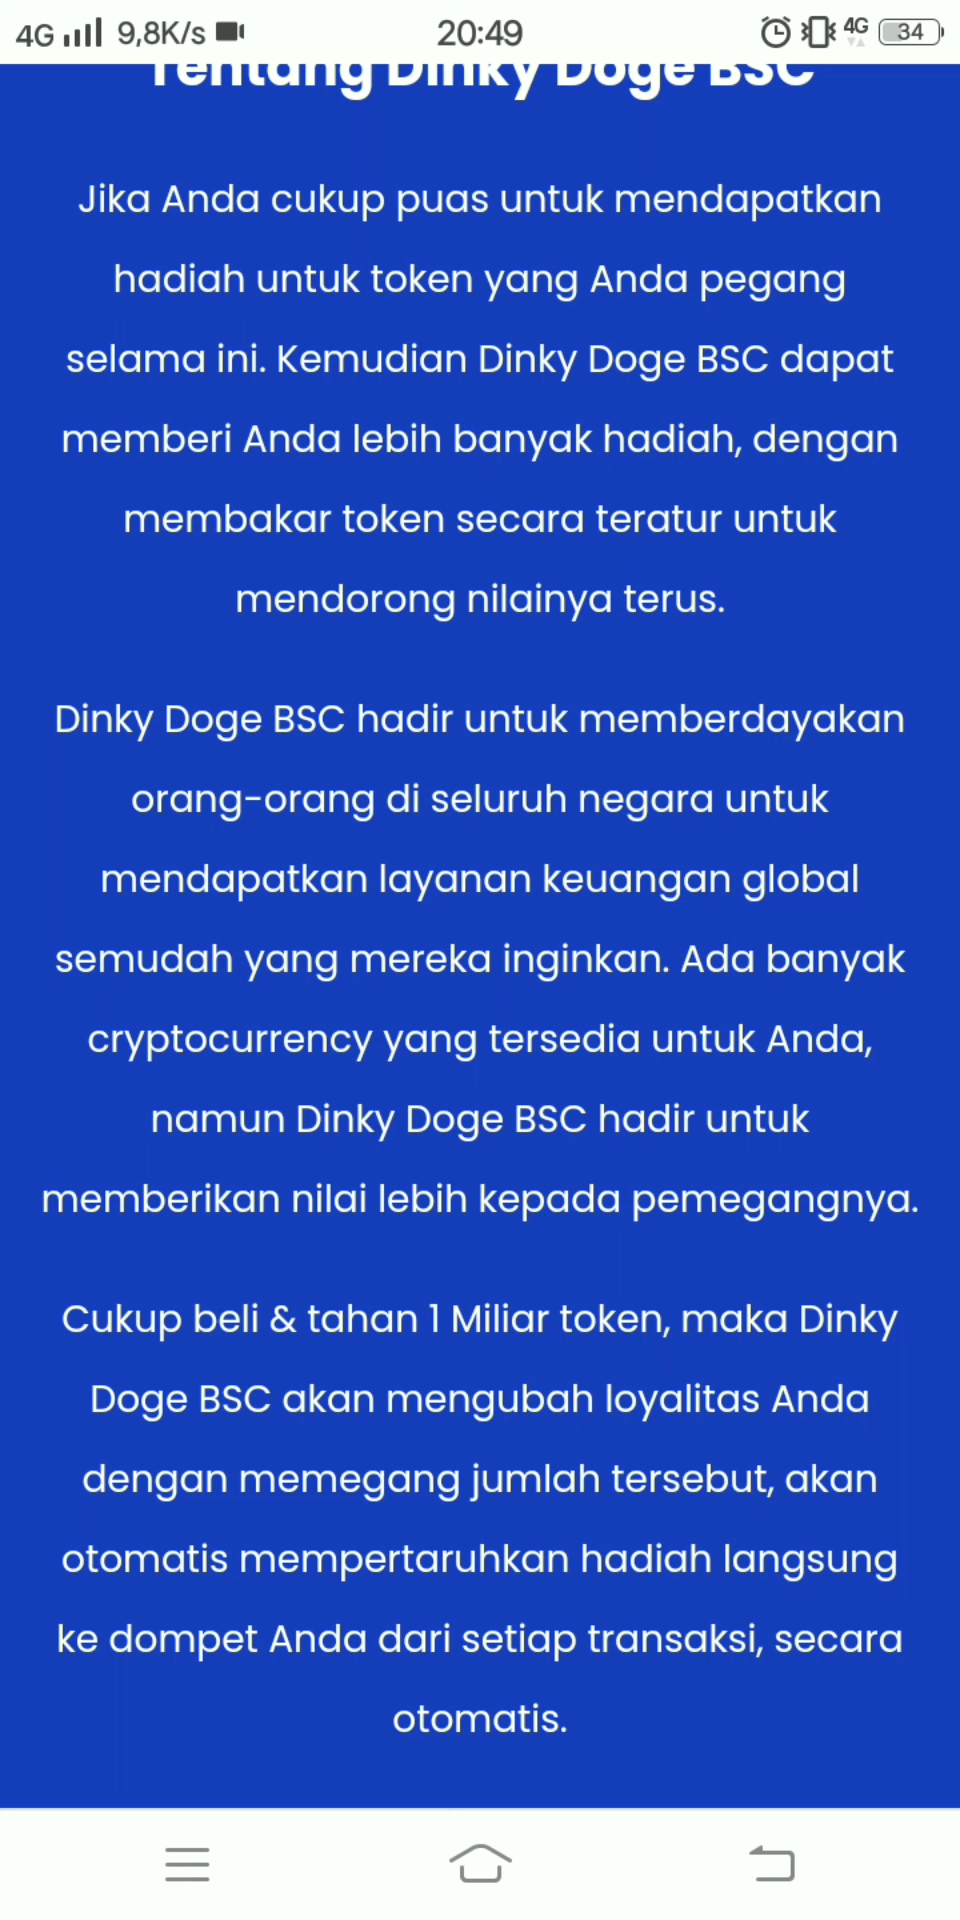 4G 9,8K/s 20:49 4G 34
Tentang Dinky Doge BSC
Jika Anda cukup puas untuk mendapatkan
hadiah untuk token yang Anda pegang
selama ini. Kemudian Dinky Doge BSC dapat
memberi Anda lebih banyak hadiah, dengan
membakar token secara teratur untuk
mendorong nilainya terus.
Dinky Doge BSC hadir untuk memberdayakan
orang-orang di seluruh negara untuk
mendapatkan layanan keuangan global
semudah yang mereka inginkan. Ada banyak
cryptocurrency yang tersedia untuk Anda,
namun Dinky Doge BSC hadir untuk
memberikan nilai lebih kepada pemegangnya.
Cukup beli & tahan 1 Miliar token, maka Dinky
Doge BSC akan mengubah loyalitas Anda
dengan memegang jumlah tersebut, akan
otomatis mempertaruhkan hadiah langsung
ke dompet Anda dari setiap transaksi, secara
otomatis.